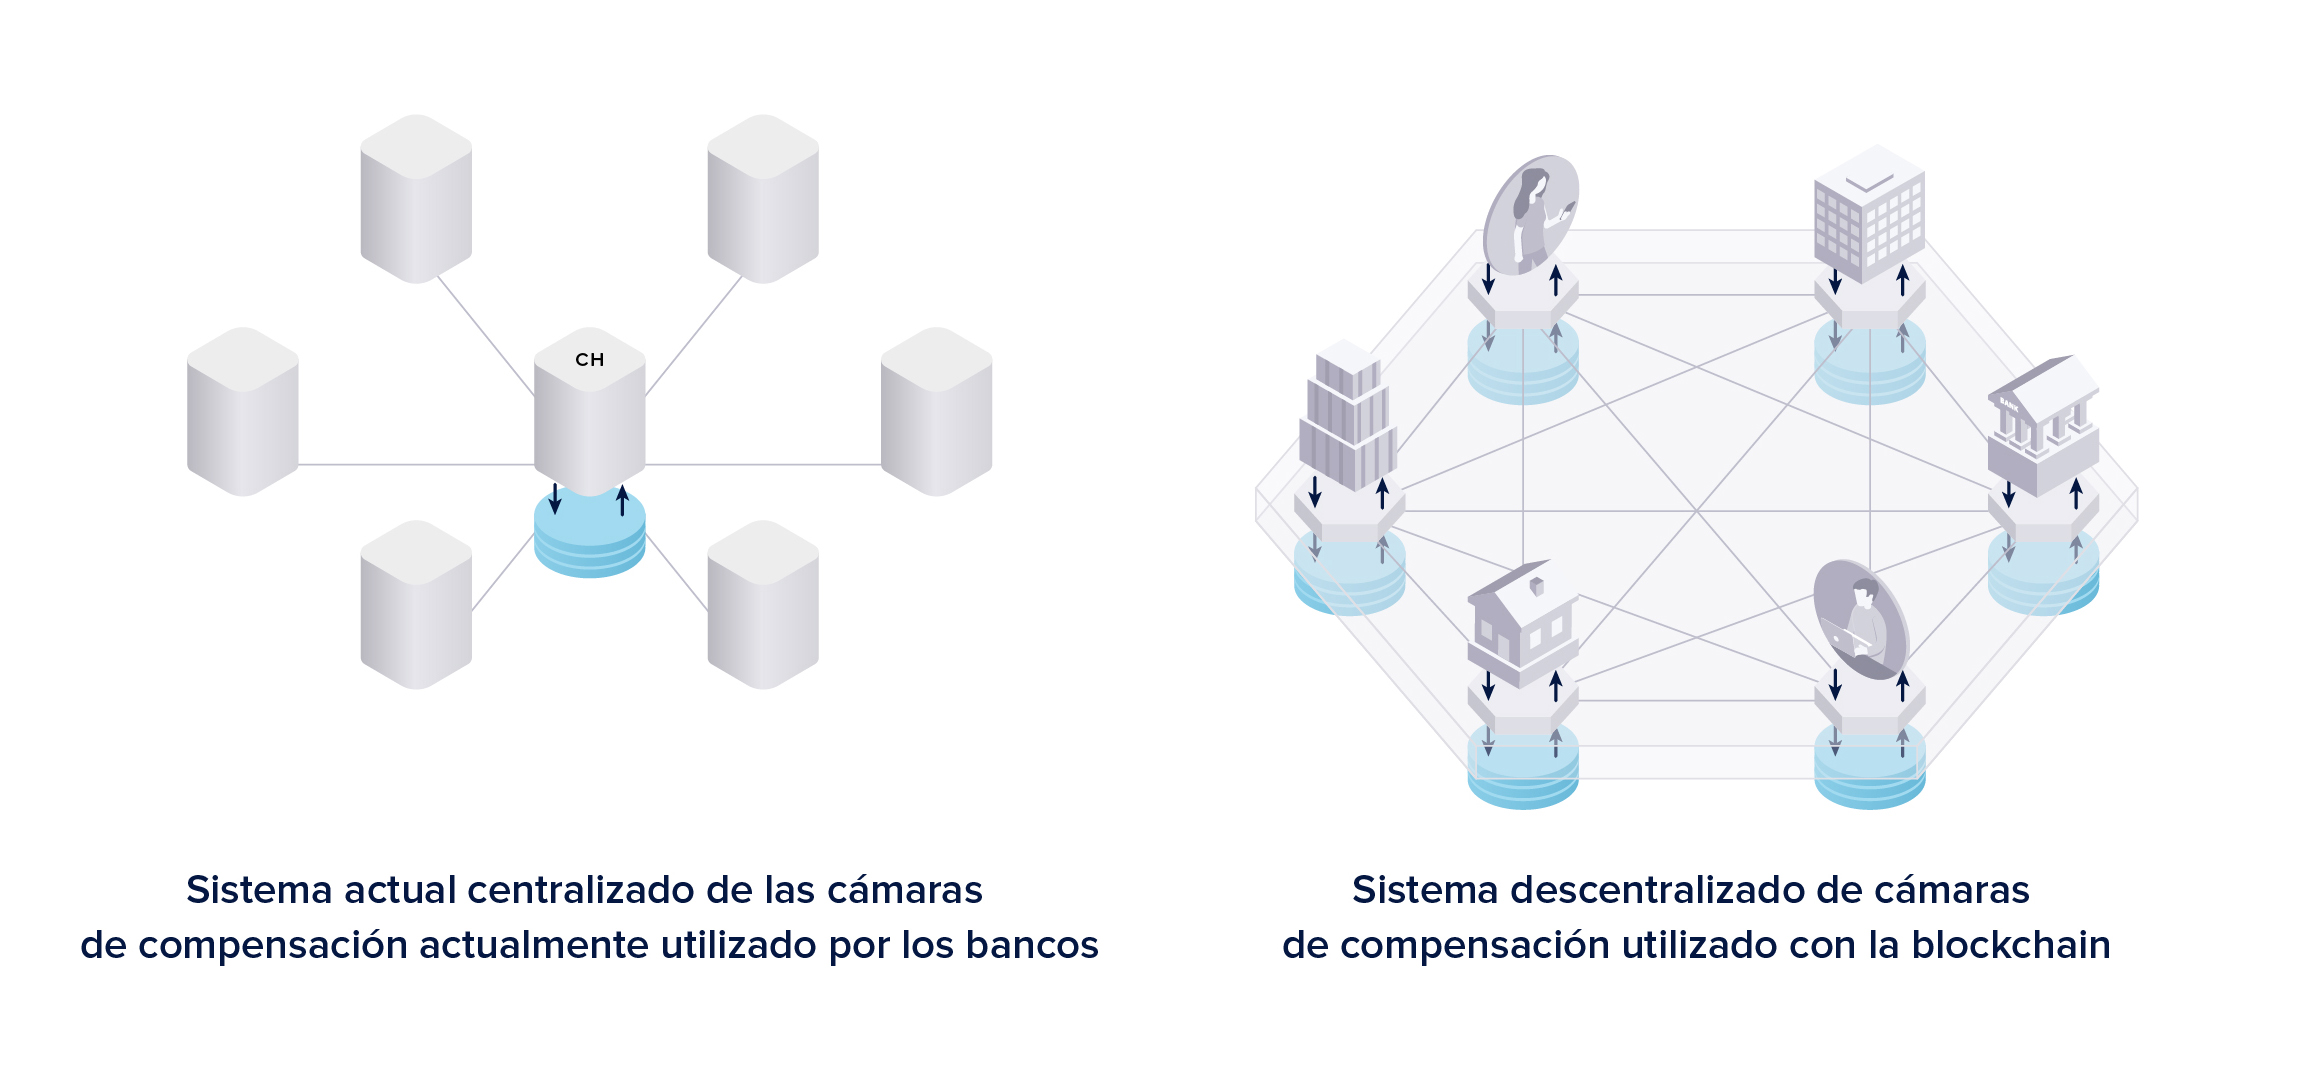 CH
BANK
Sistema actual centralizado de las cámaras
de compensación actualmente utilizado por los bancos
Sistema descentralizado de cámaras
de compensación utilizado con la blockchain